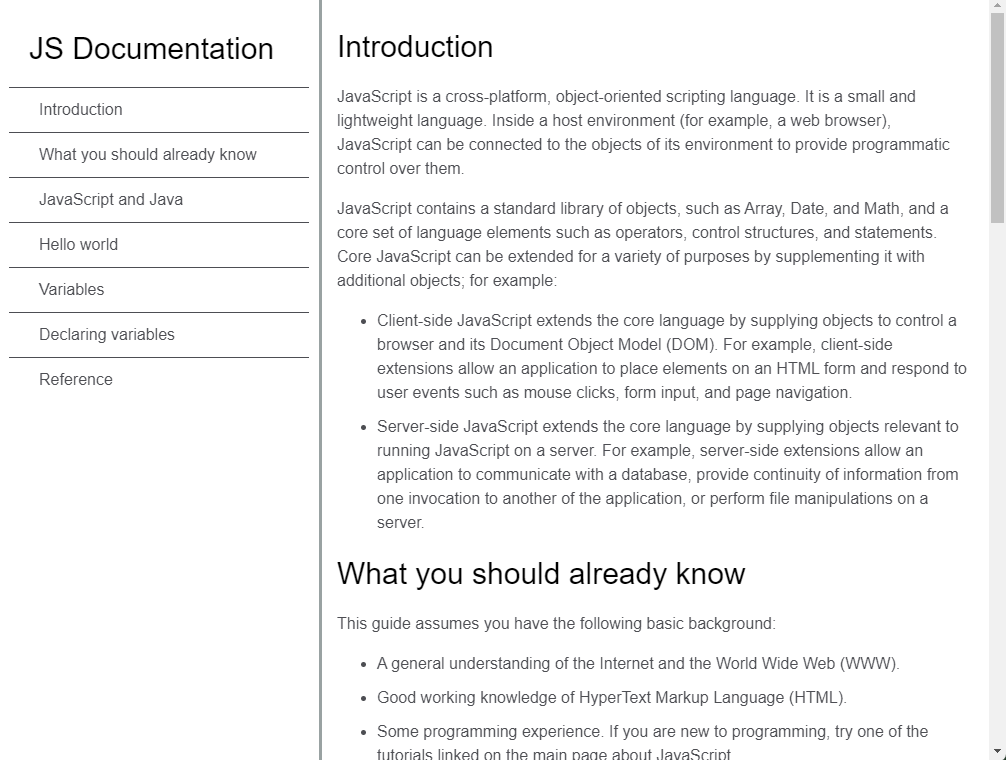 JS Documentation
Introduction
What you should already know
JavaScript and Java
Hello world
Variables
Declaring variables
Reference
Introduction
JavaScript is a cross-platform, object-oriented scripting language. It is a small and
lightweight language. Inside a host environment (for example, a web browser),
JavaScript can be connected to the objects of its environment to provide programmatic
control over them.
JavaScript contains a standard library of objects, such as Array, Date, and Math, and a
core set of language elements such as operators, control structures, and statements.
Core JavaScript can be extended for a variety of purposes by supplementing it with
additional objects; for example:
• Client-side JavaScript extends the core language by supplying objects to control a
browser and its Document Object Model (DOM). For example, client-side
extensions allow an application to place elements on an HTML form and respond to
user events such as mouse clicks, form input, and page navigation.
• Server-side JavaScript extends the core language by supplying objects relevant to
running JavaScript on a server. For example, server-side extensions allow an
application to communicate with a database, provide continuity of information from
one invocation to another of the application, or perform file manipulations on a
server.
What you should already know
This guide assumes you have the following basic background:
• A general understanding of the Internet and the World Wide Web (WWW).
• Good working knowledge of HyperText Markup Language (HTML).
• Some programming experience. If you are new to programming, try one of the
tutorials linked on the main page about JavaScript